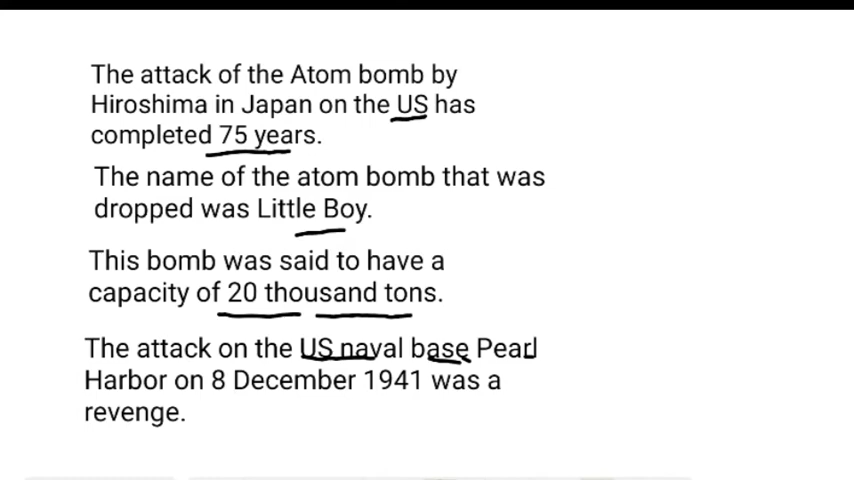 The attack of the Atom bomb by
Hiroshima in Japan on the US has
completed 75 years.
The name of the atom bomb that was
dropped was Little Boy.
This bomb was said to have a
capacity of 20 thousand tons.
The attack on the US naval base Pearl
Harbor on 8 December 1941 was a
revenge.